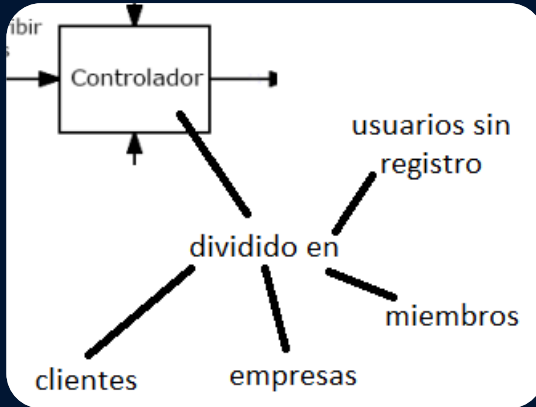 Controlador
usuarios sin
registro
dividido en
miembros
empresas
clientes